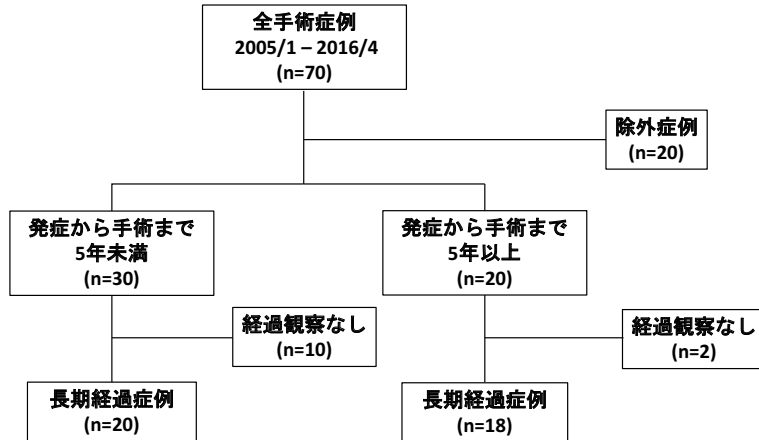 全手術症例
2005/1 – 2016/4
(n=70)
除外症例
(n=20)
発症から手術まで
5年未満
(n=30)
発症から手術まで
5年以上
(n=20)
経過観察なし
(n=10)
経過観察なし
(n=2)
長期経過症例
(n=20)
長期経過症例
(n=18)